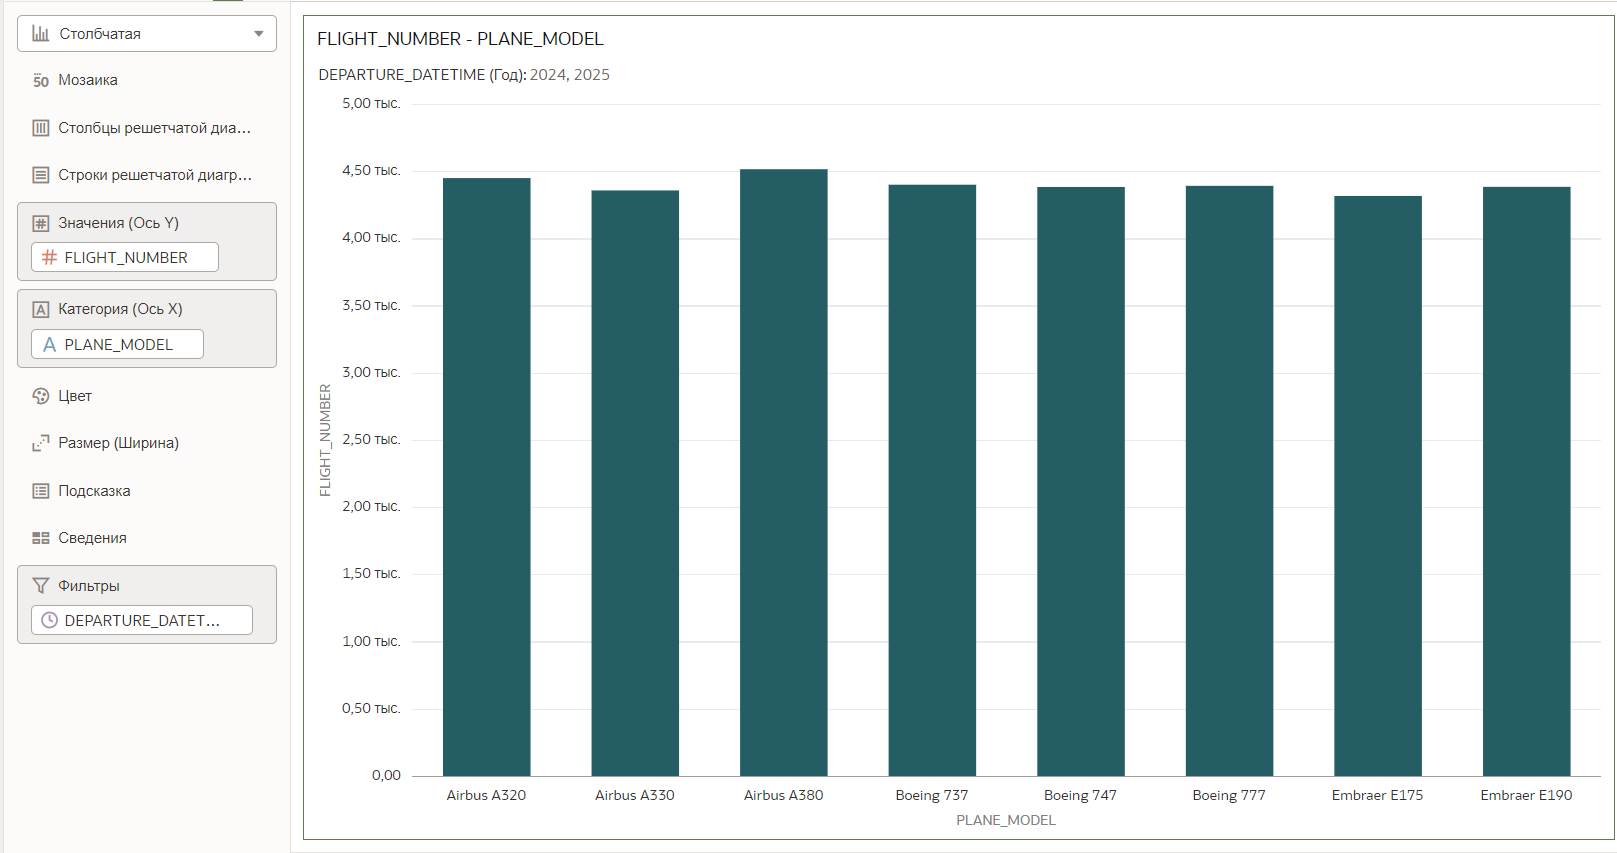 Столбчатая
50 Мозаика
Столбцы решетчатой диа...
Строки решетчатой диагр...
# Значения (Ось Y)
# FLIGHT_NUMBER
A Категория (Ось X)
A PLANE_MODEL
Цвет
Размер (Ширина)
Подсказка
Сведения
Фильтры
DEPARTURE_DATET...
FLIGHT_NUMBER - PLANE_MODEL
DEPARTURE_DATETIME (Год): 2024, 2025
5,00 тыс.
4,50 тыс.
4,00 тыс.
3,50 тыс.
3,00 тыс.
2,50 тыс.
2,00 тыс.
1,50 тыс.
1,00 тыс.
0,50 тыс.
0,00
FLIGHT_NUMBER
Airbus A320 Airbus A330 Airbus A380 Boeing 737 Boeing 747 Boeing 777 Embraer E175 Embraer E190
PLANE_MODEL